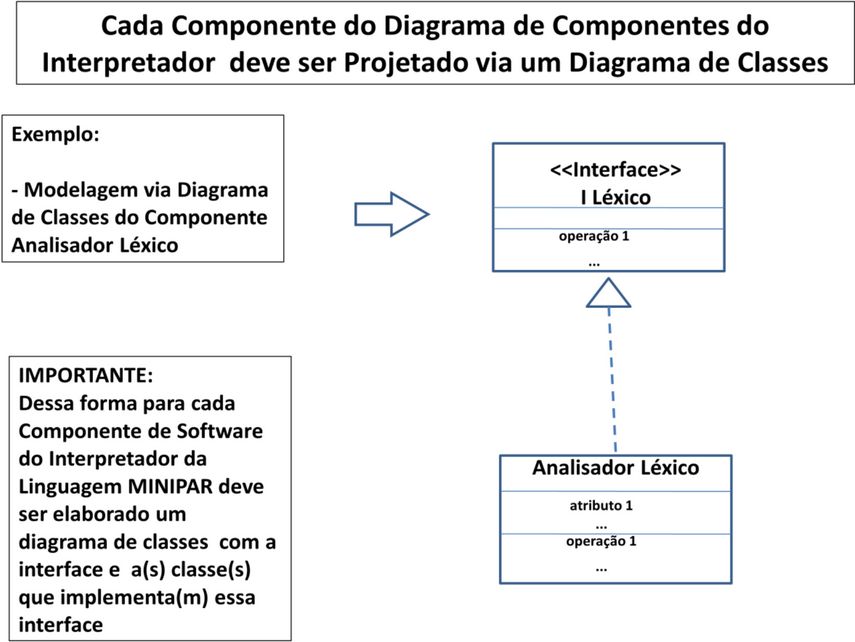 Cada Componente do Diagrama de Componentes do
Interpretador deve ser Projetado via um Diagrama de Classes
Exemplo:
- Modelagem via Diagrama
de Classes do Componente
Analisador Léxico
<<Interface>>
I Léxico
operação 1
...
IMPORTANTE:
Dessa forma para cada
Componente de Software
do Interpretador da
Linguagem MINIPAR deve
ser elaborado um
diagrama de classes com a
interface e a(s) classe(s)
que implementa(m) essa
interface
Analisador Léxico
atributo 1
...
operação 1
...